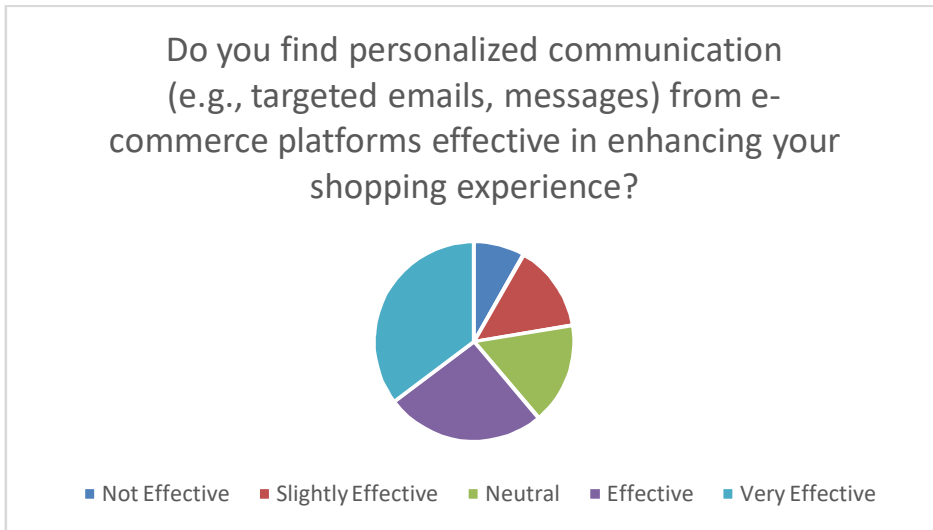 Do you find personalized communication
(e.g., targeted emails, messages) from e-
commerce platforms effective in enhancing your
shopping experience?
Not Effective Slightly Effective Neutral Effective Very Effective